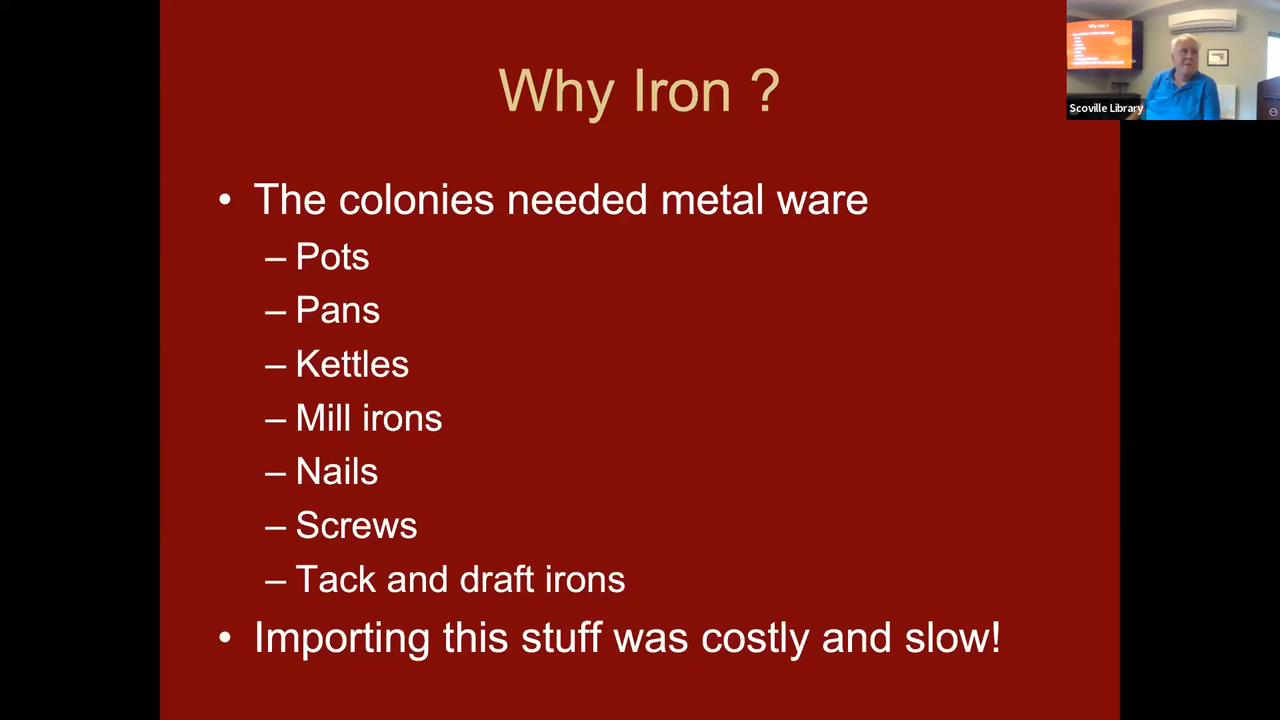 Why Iron ?
• The colonies needed metal ware
– Pots
– Pans
– Kettles
– Mill irons
– Nails
– Screws
– Tack and draft irons
• Importing this stuff was costly and slow!
Scoville Library